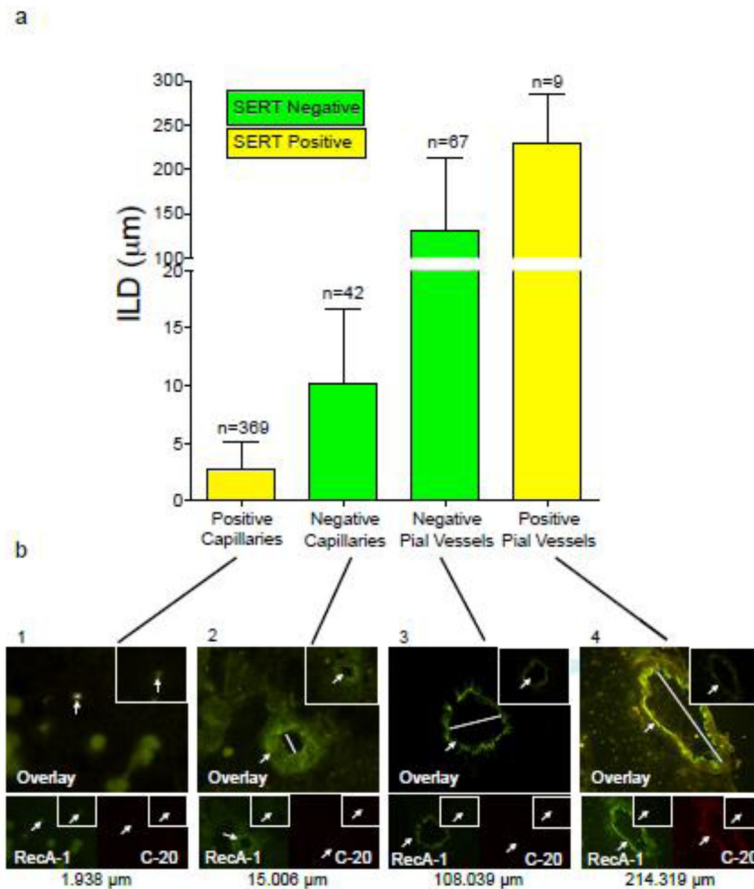 a
300
250
200
150
100
20
15
10
5
0
ILD (μm)
SERT Negative
SERT Positive
n=369
n=42
n=67
n=9
Positive
Capillaries
Negative
Capillaries
Negative
Pial Vessels
Positive
Pial Vessels
b
1
2
3
4
Overlay
Overlay
Overlay
Overlay
RecA-1
C-20
RecA-1
C-20
RecA-1
C-20
RecA-1
C-20
1.938 μm
15.006 μm
108.039 μm
214.319 μm